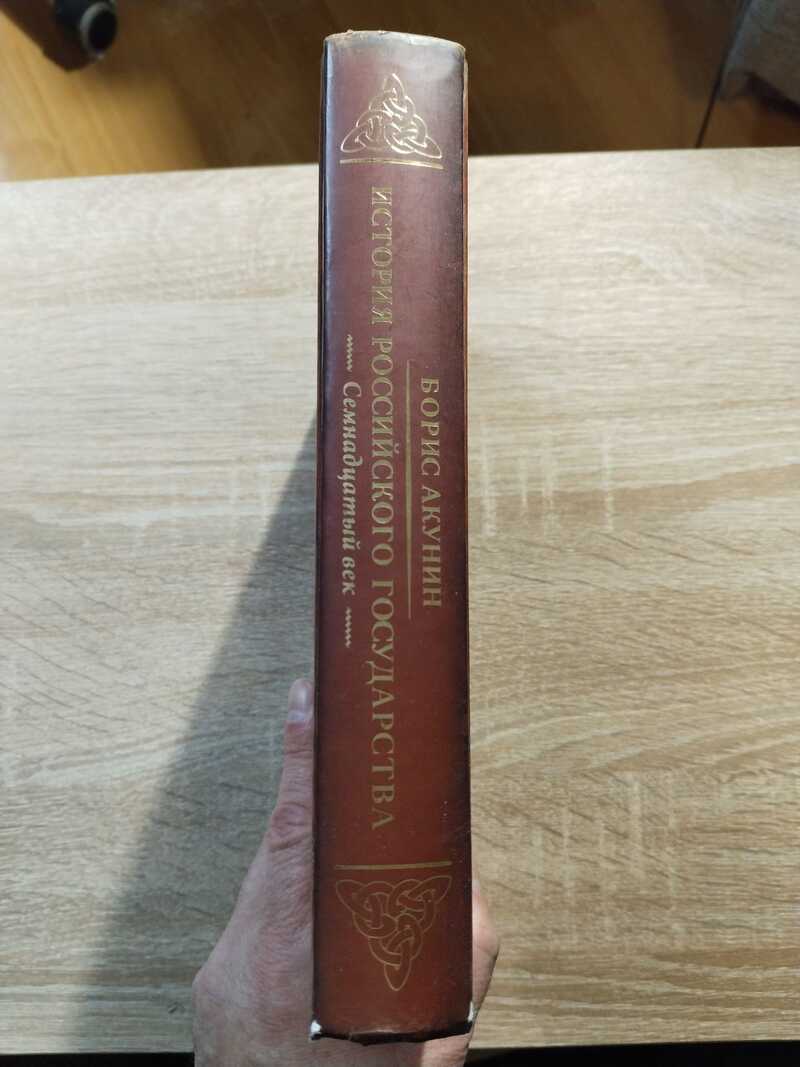 БОРИС АКУНИН
ИСТОРИЯ РОССИЙСКОГО ГОСУДАРСТВА
Семнадцатый век